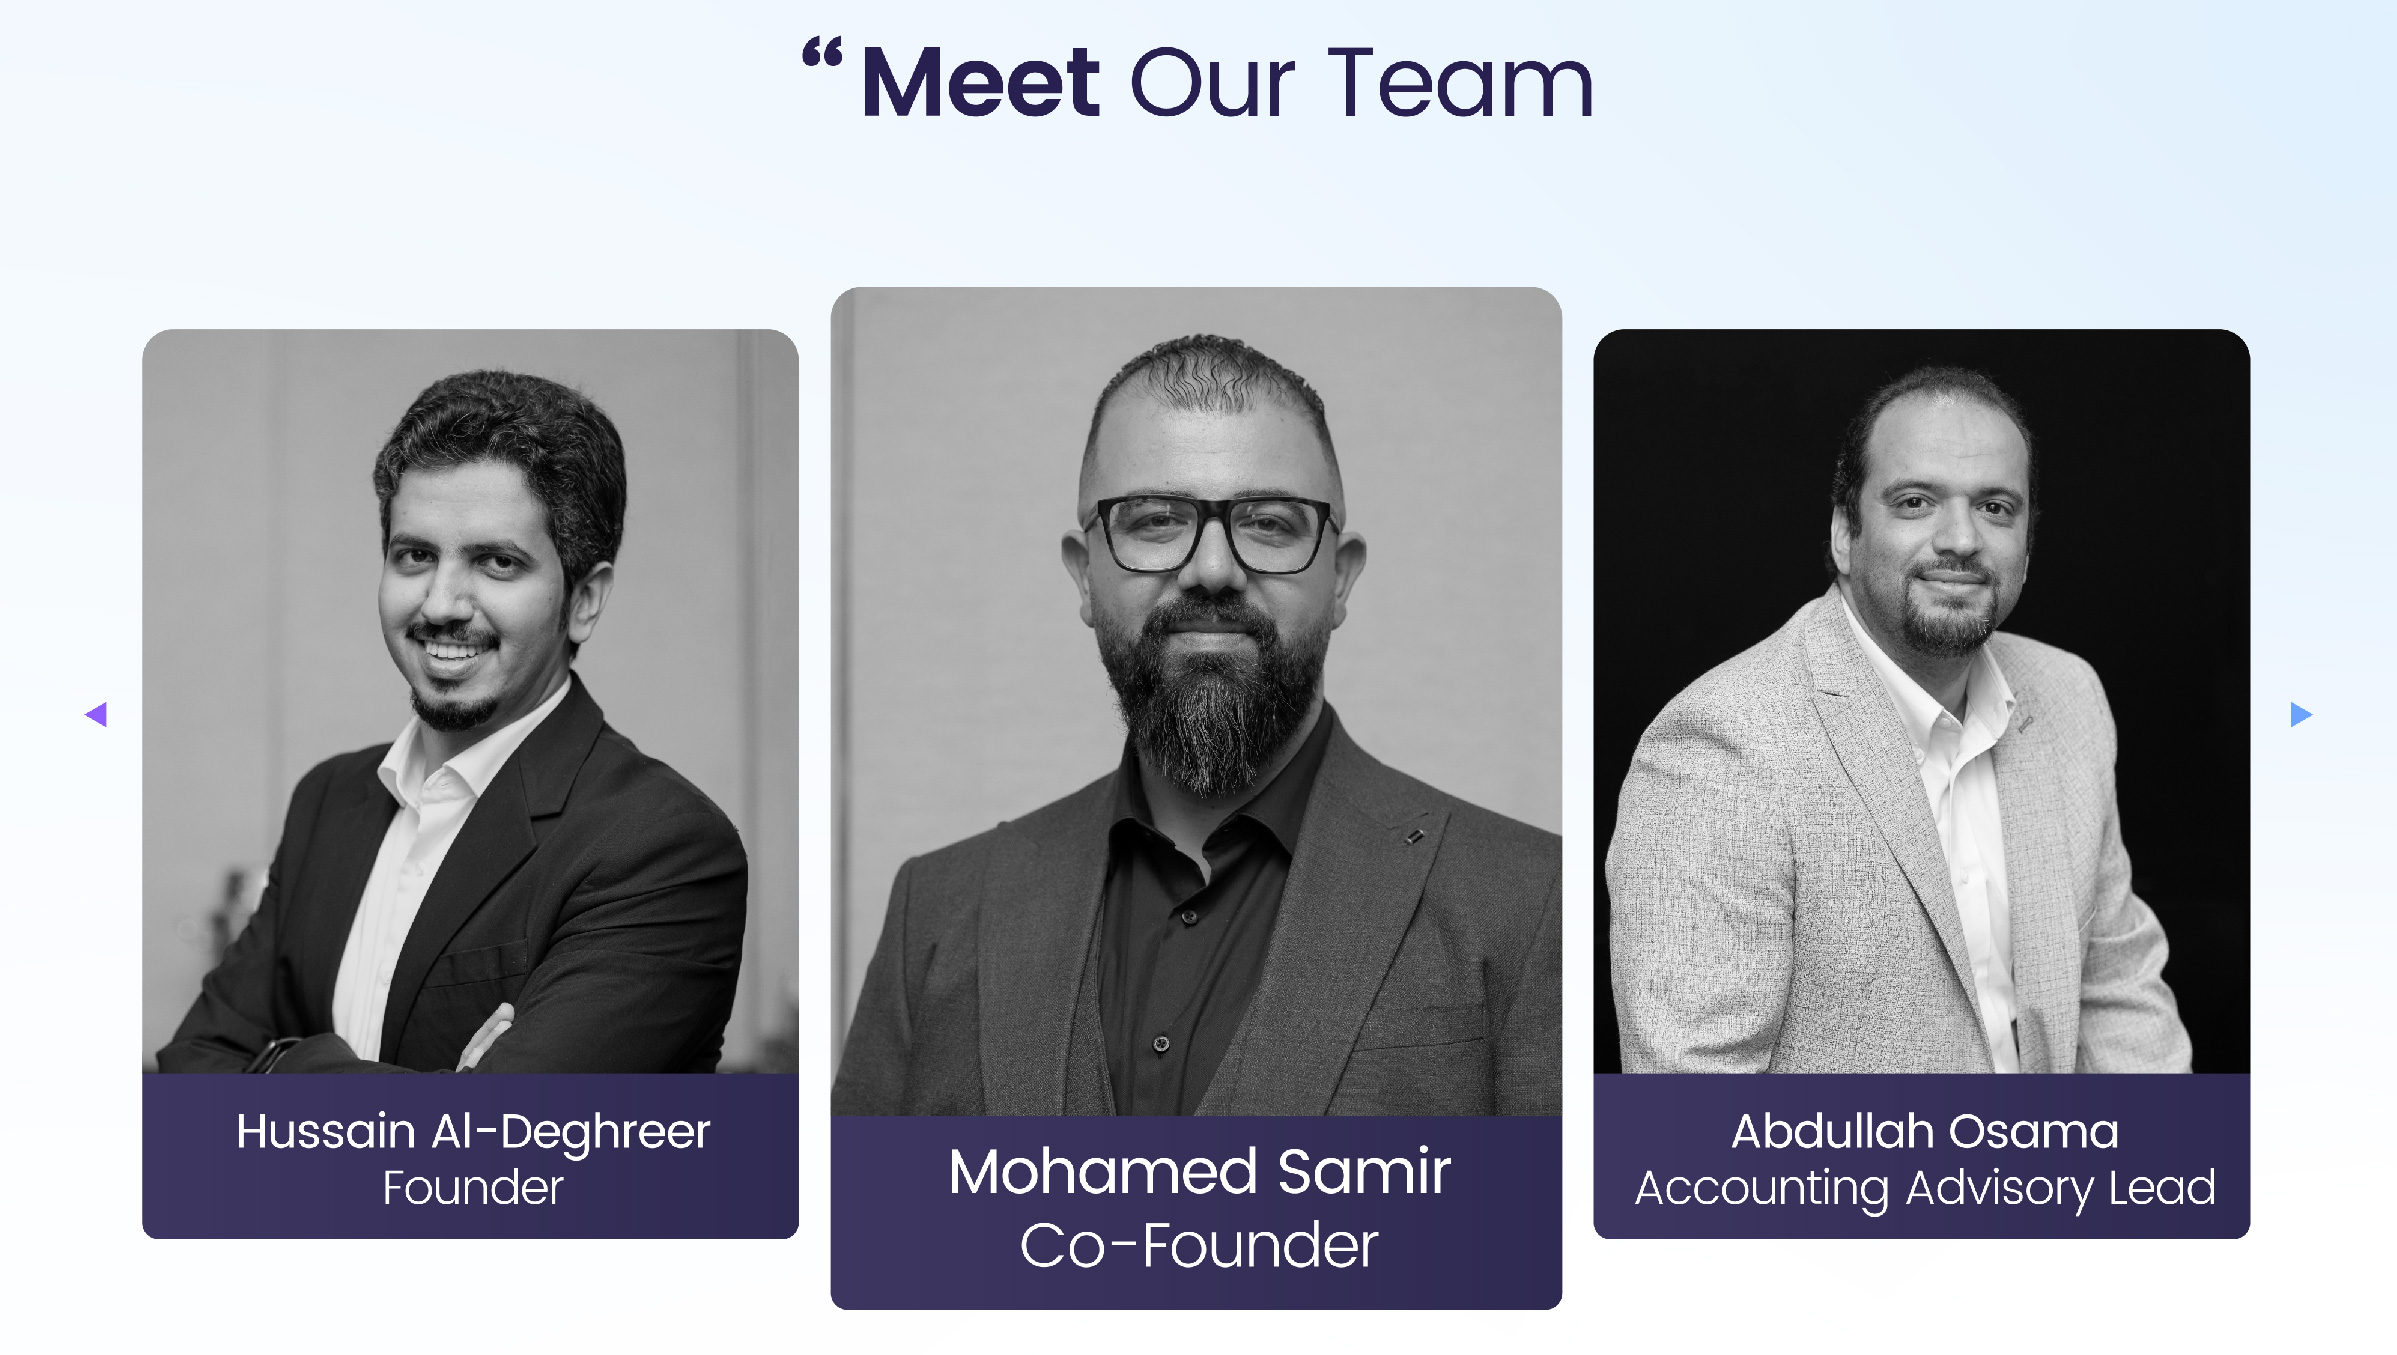 “ Meet Our Team
Hussain Al-Deghreer
Founder
Mohamed Samir
Co-Founder
Abdullah Osama
Accounting Advisory Lead